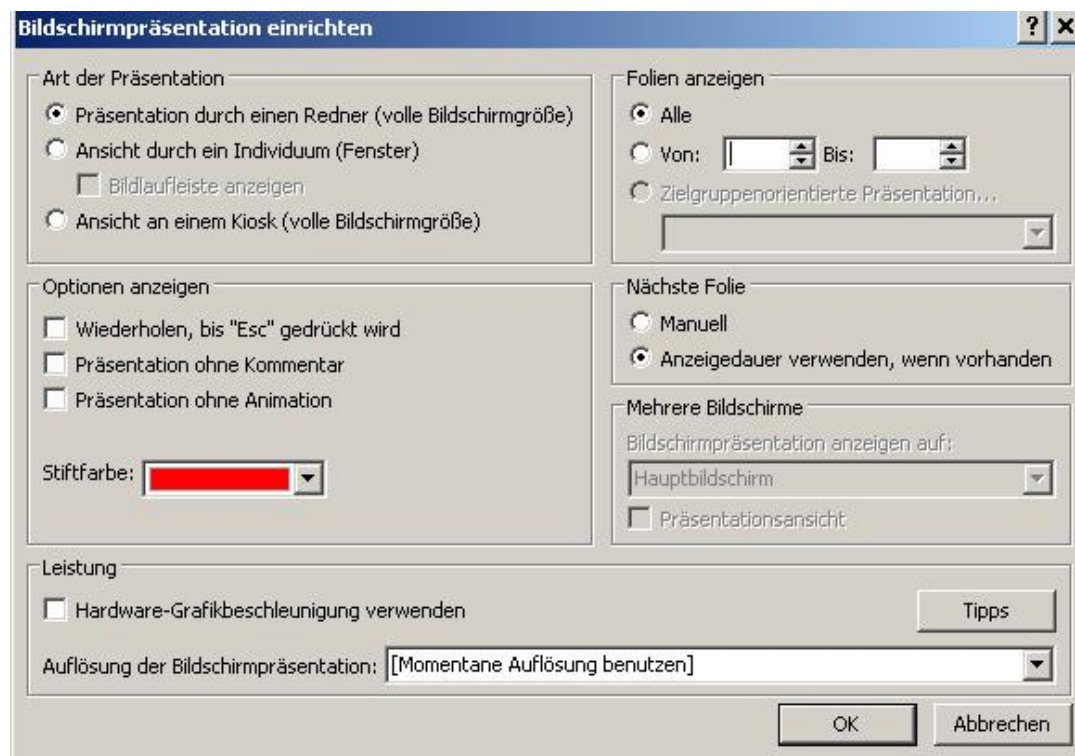 Bildschirmpräsentation einrichten
Art der Präsentation
Präsentation durch einen Redner (volle Bildschirmgröße)
Ansicht durch ein Individuum (Fenster)
Bildlaufleiste anzeigen
Ansicht an einem Kiosk (volle Bildschirmgröße)
Folien anzeigen
Alle
Von: Bis:
Zielgruppenorientierte Präsentation...
Optionen anzeigen
Wiederholen, bis "Esc" gedrückt wird
Präsentation ohne Kommentar
Präsentation ohne Animation
Stiftfarbe:
Nächste Folie
Manuell
Anzeigedauer verwenden, wenn vorhanden
Mehrere Bildschirme
Bildschirmpräsentation anzeigen auf:
Hauptbildschirm
Präsentationsansicht
Leistung
Hardware-Grafikbeschleunigung verwenden
Tipps
Auflösung der Bildschirmpräsentation: [Momentane Auflösung benutzen]
OK Abbrechen